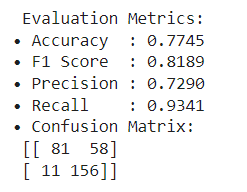 Evaluation Metrics:
• Accuracy  : 0.7745
• F1 Score  : 0.8189
• Precision : 0.7290
• Recall    : 0.9341
• Confusion Matrix:
[[ 81  58]
[ 11 156]]